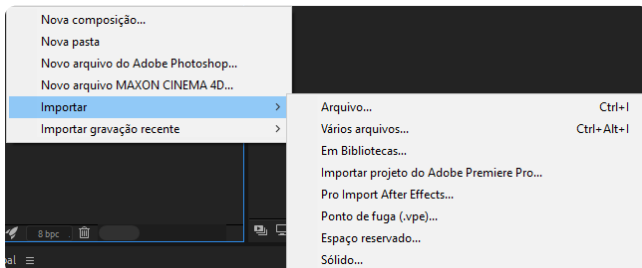 Nova composição...
Nova pasta
Novo arquivo do Adobe Photoshop...
Novo arquivo MAXON CINEMA 4D...
Importar >
Importar gravação recente >
Arquivo... Ctrl+I
Vários arquivos... Ctrl+Alt+I
Em Bibliotecas...
Importar projeto do Adobe Premiere Pro...
Pro Import After Effects...
Ponto de fuga (.vpe)...
Espaço reservado...
Sólido...
8 bpc